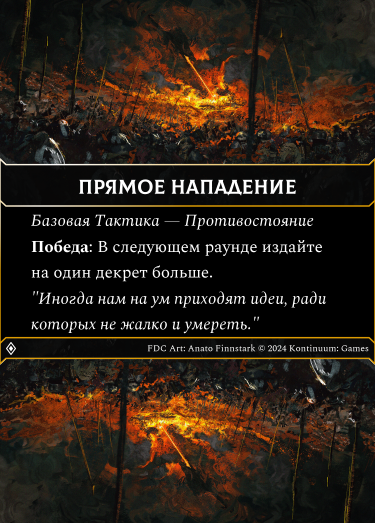 ПРЯМОЕ НАПАДЕНИЕ
Базовая Тактика — Противостояние
Победа: В следующем раунде издайте
на один декрет больше.
"Иногда нам на ум приходят идеи, ради
которых не жалко и умереть."
FDC Art: Anato Finnstark © 2024 Kontinuum: Games